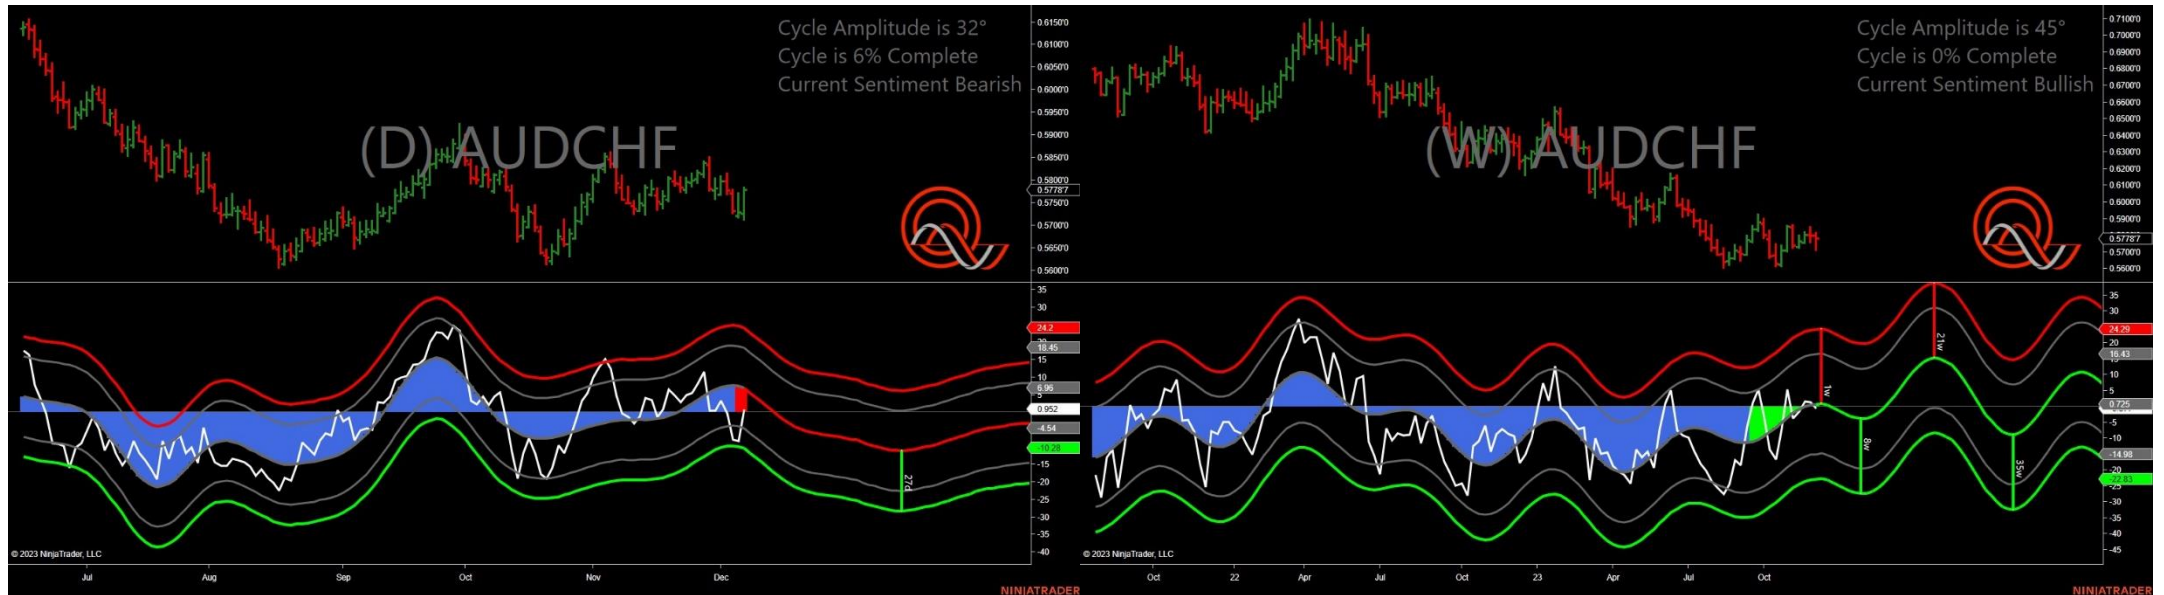 Cycle Amplitude is 32°
Cycle is 6% Complete
Current Sentiment Bearish
(D) AUDCHF
0.6150'0
0.6100'0
0.6050'0
0.6000'0
0.5950'0
0.5900'0
0.5850'0
0.5800'0
0.5778'7
0.5750'0
0.5700'0
0.5650'0
0.5600'0
35
30
24.2
20
18.45
15
10
6.96
5
0.952
-4.54
-10.28
-15
-20
-25
-30
-35
-40
27d
© 2023 NinjaTrader, LLC
Jul
Aug
Sep
Oct
Nov
Dec
NINJATRADER
Cycle Amplitude is 45°
Cycle is 0% Complete
Current Sentiment Bullish
(W) AUDCHF
0.7100'0
0.7000'0
0.6900'0
0.6800'0
0.6700'0
0.6600'0
0.6500'0
0.6400'0
0.6300'0
0.6200'0
0.6100'0
0.6000'0
0.5900'0
0.5778'7
0.5700'0
0.5600'0
35
30
24.29
20
16.43
10
5
0.725
-5
-10
-14.98
-20
-22.83
-30
-35
-40
-45
1w
8w
21w
35w
© 2023 NinjaTrader, LLC
Oct
22
Apr
Jul
Oct
23
Apr
Jul
Oct
NINJATRADER